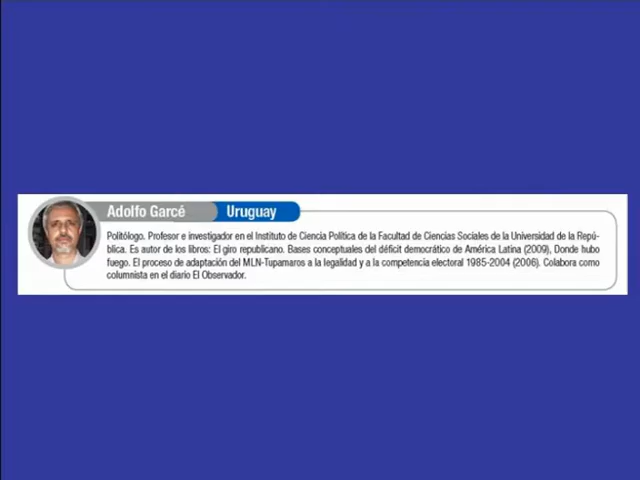 Adolfo Garcé Uruguay
Politólogo. Profesor e investigador en el Instituto de Ciencia Política de la Facultad de Ciencias Sociales de la Universidad de la Repú-
blica. Es autor de los libros: El giro republicano. Bases conceptuales del déficit democrático de América Latina (2009), Donde hubo
fuego. El proceso de adaptación del MLN-Tupamaros a la legalidad y a la competencia electoral 1985-2004 (2006). Colabora como
columnista en el diario El Observador.